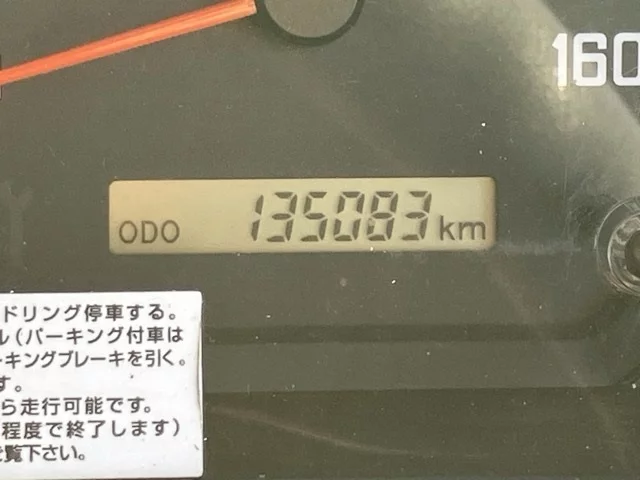 160
ODO 135083 km
ドリング停車する。
ル(パーキング付車は
ーキングブレーキを引く。
す。
ら走行可能です。
程度で終了します)
覧下さい。